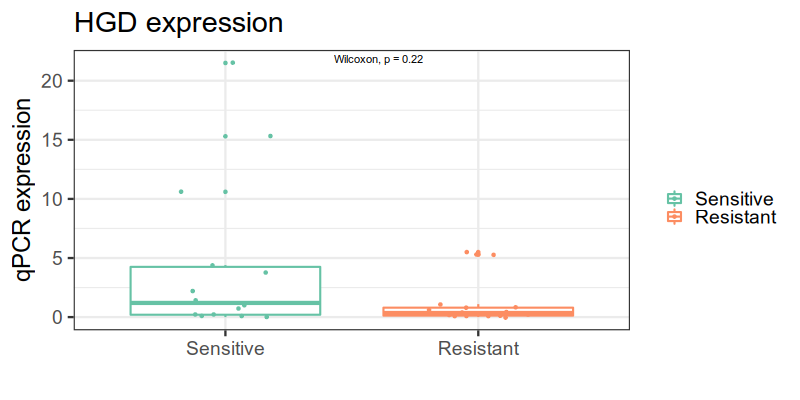 HGD expression
Wilcoxon, p = 0.22
qPCR expression
20
15
10
5
0
Sensitive
Resistant
Sensitive
Resistant